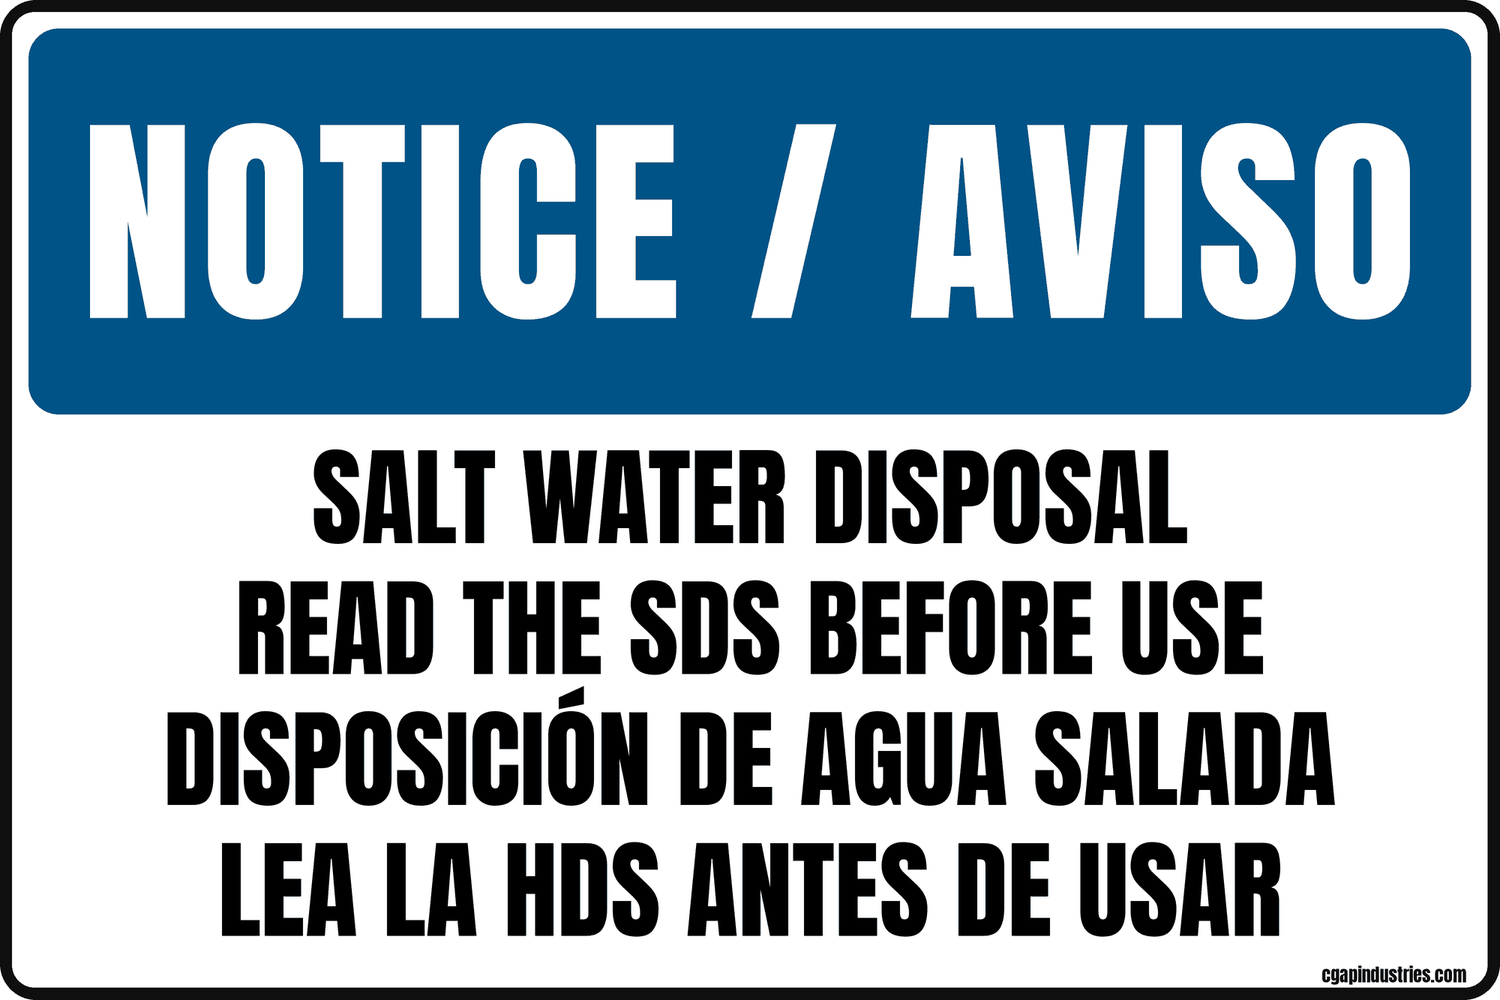 NOTICE / AVISO
SALT WATER DISPOSAL
READ THE SDS BEFORE USE
DISPOSICIÓN DE AGUA SALADA
LEA LA HDS ANTES DE USAR
cgapindustries.com